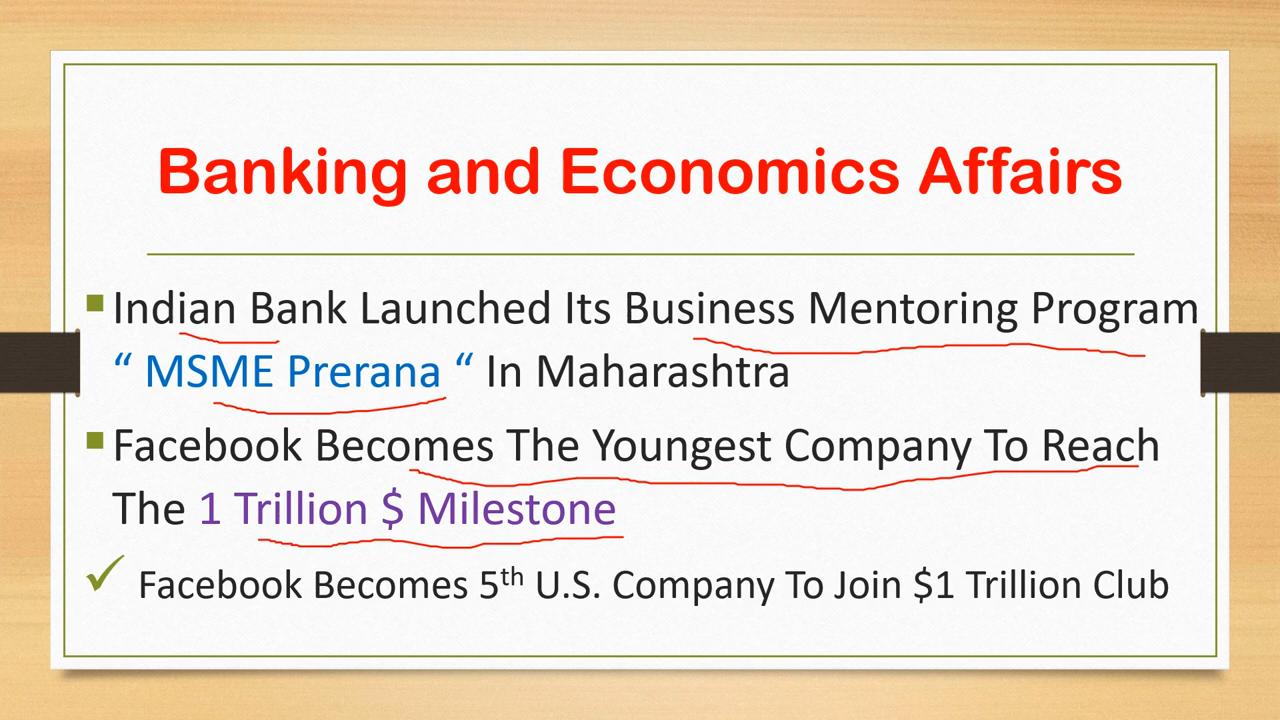 Banking and Economics Affairs
Indian Bank Launched Its Business Mentoring Program
“ MSME Prerana “ In Maharashtra
Facebook Becomes The Youngest Company To Reach
The 1 Trillion $ Milestone
Facebook Becomes 5th U.S. Company To Join $1 Trillion Club